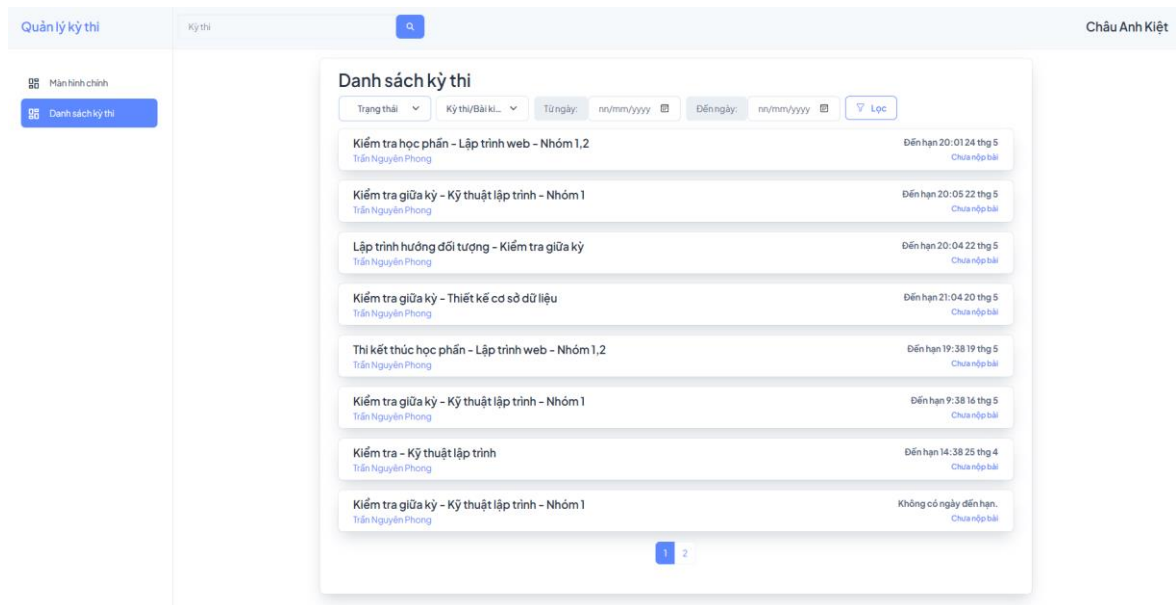 Quản lý kỳ thi
Kỳ thi
Châu Anh Kiệt
Màn hình chính
Danh sách kỳ thi
Danh sách kỳ thi
Trạng thái
Kỳ thi/Bài ki...
Từ ngày:
nn/mm/yyyy
Đến ngày:
nn/mm/yyyy
Lọc
Kiểm tra học phần - Lập trình web - Nhóm 1,2
Đến hạn 20:01 24 thg 5
Trần Nguyên Phong
Chưa nộp bài
Kiểm tra giữa kỳ - Kỹ thuật lập trình - Nhóm 1
Đến hạn 20:05 22 thg 5
Trần Nguyên Phong
Chưa nộp bài
Lập trình hướng đối tượng - Kiểm tra giữa kỳ
Đến hạn 20:04 22 thg 5
Trần Nguyên Phong
Chưa nộp bài
Kiểm tra giữa kỳ - Thiết kế cơ sở dữ liệu
Đến hạn 21:04 20 thg 5
Trần Nguyên Phong
Chưa nộp bài
Thi kết thúc học phần - Lập trình web - Nhóm 1,2
Đến hạn 19:38 19 thg 5
Trần Nguyên Phong
Chưa nộp bài
Kiểm tra giữa kỳ - Kỹ thuật lập trình - Nhóm 1
Đến hạn 9:38 16 thg 5
Trần Nguyên Phong
Chưa nộp bài
Kiểm tra - Kỹ thuật lập trình
Đến hạn 14:38 25 thg 4
Trần Nguyên Phong
Chưa nộp bài
Kiểm tra giữa kỳ - Kỹ thuật lập trình - Nhóm 1
Không có ngày đến hạn.
Trần Nguyên Phong
Chưa nộp bài
1 2